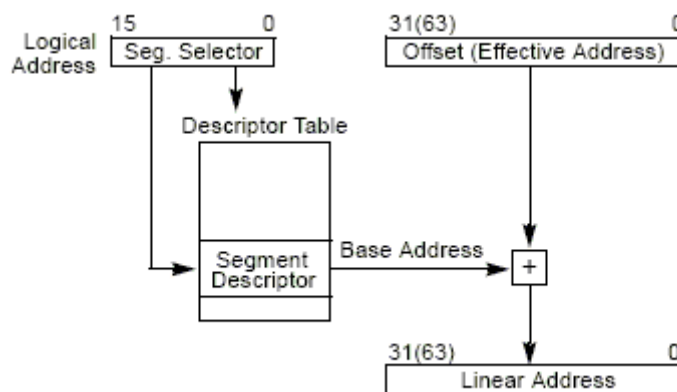 15 0
31(63) 0
Logical Address
Seg. Selector
Offset (Effective Address)
Descriptor Table
Segment Descriptor
Base Address
+
31(63) 0
Linear Address